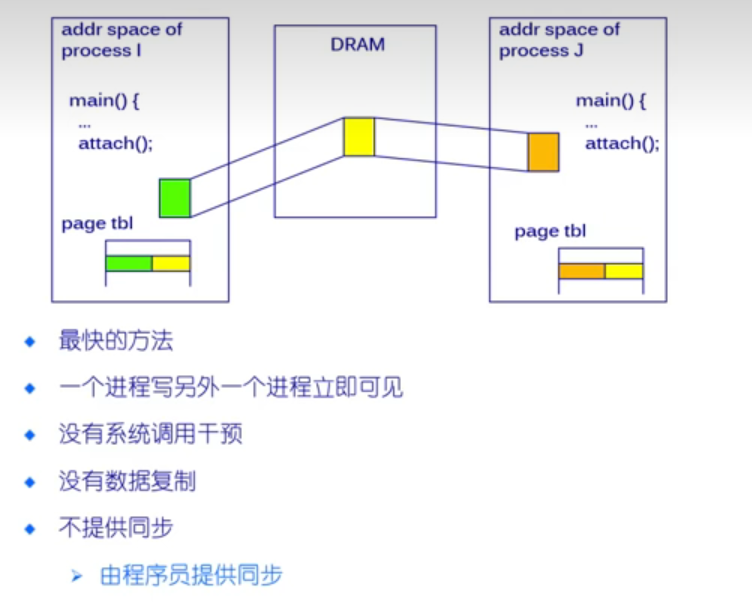 addr space of
process I
main() {
...
attach();
page tbl
DRAM
addr space of
process J
main() {
...
attach();
page tbl
最快的方法
一个进程写另外一个进程立即可见
没有系统调用干预
没有数据复制
不提供同步
由程序员提供同步